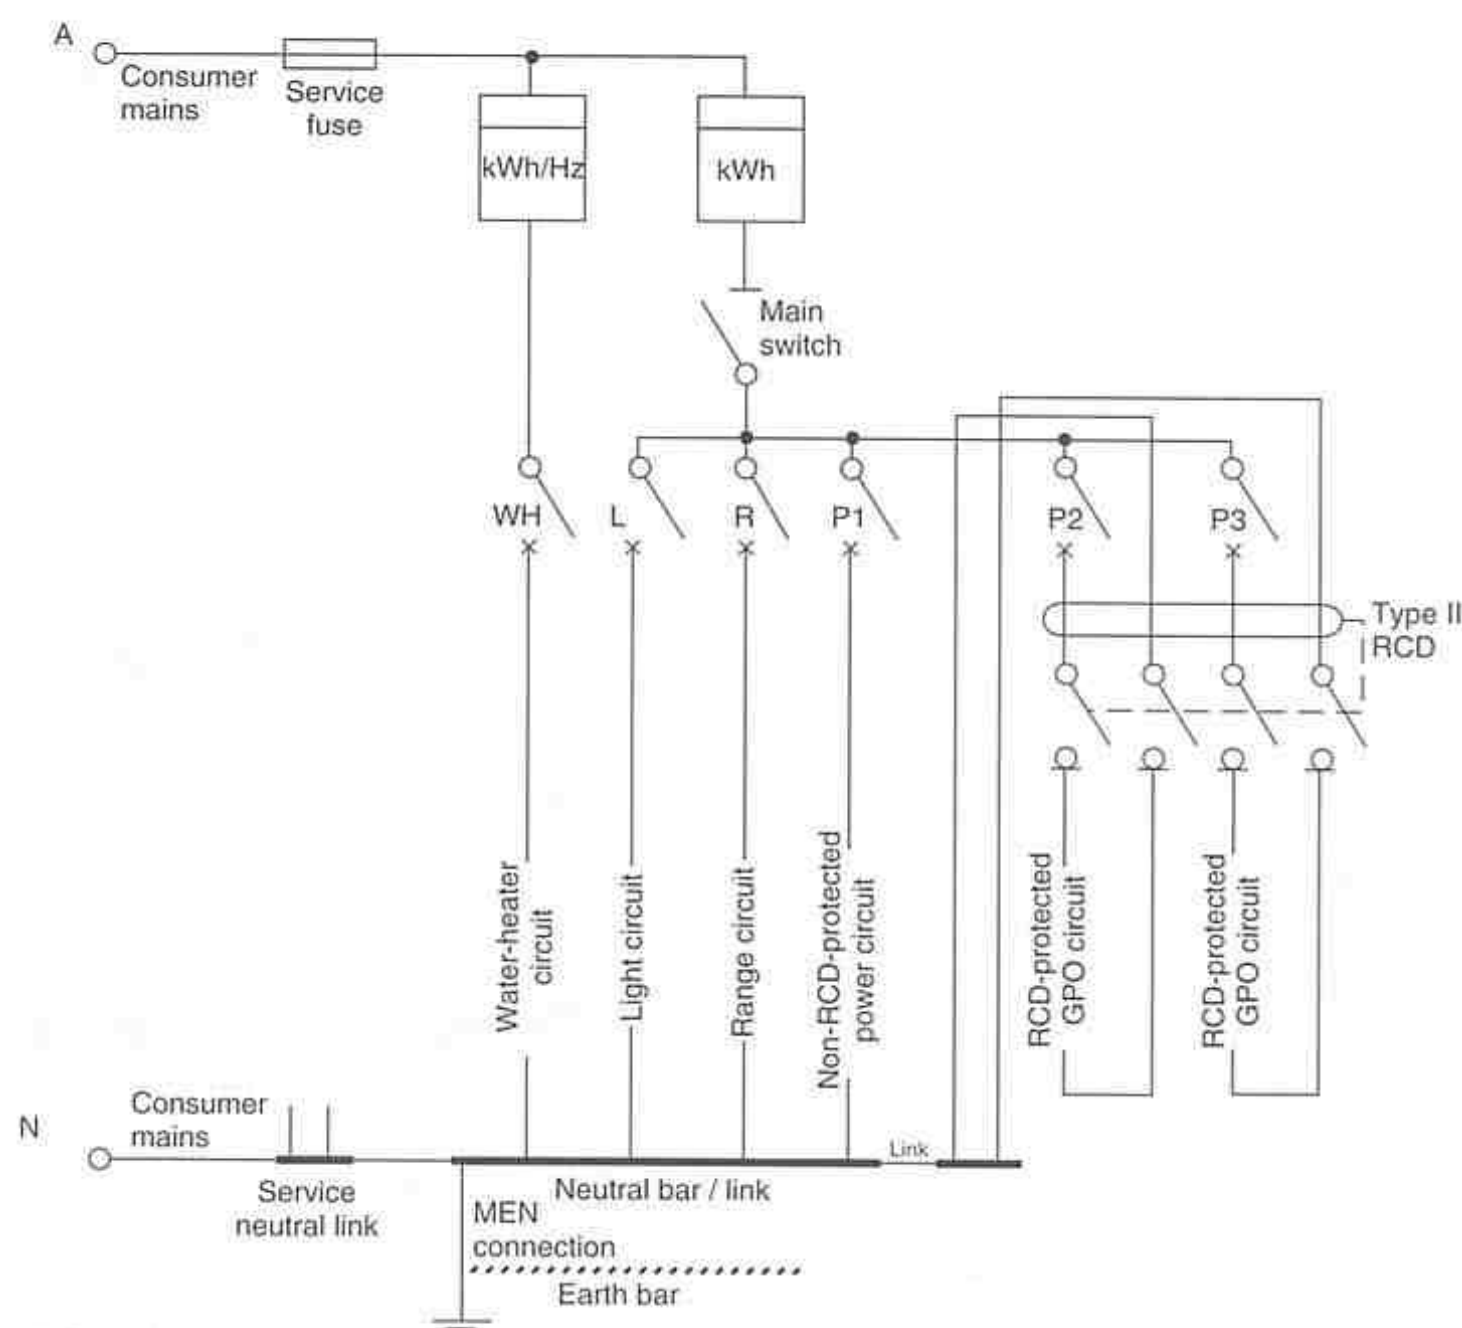 A
Consumer
mains
Service
fuse
kWh/Hz
kWh
Main
switch
WH
L
R
P1
P2
P3
Type II
RCD
Water-heater
circuit
Light circuit
Range circuit
Non-RCD-protected
power circuit
RCD-protected
GPO circuit
RCD-protected
GPO circuit
N
Consumer
mains
Service
neutral link
Neutral bar / link
Link
MEN
connection
Earth bar